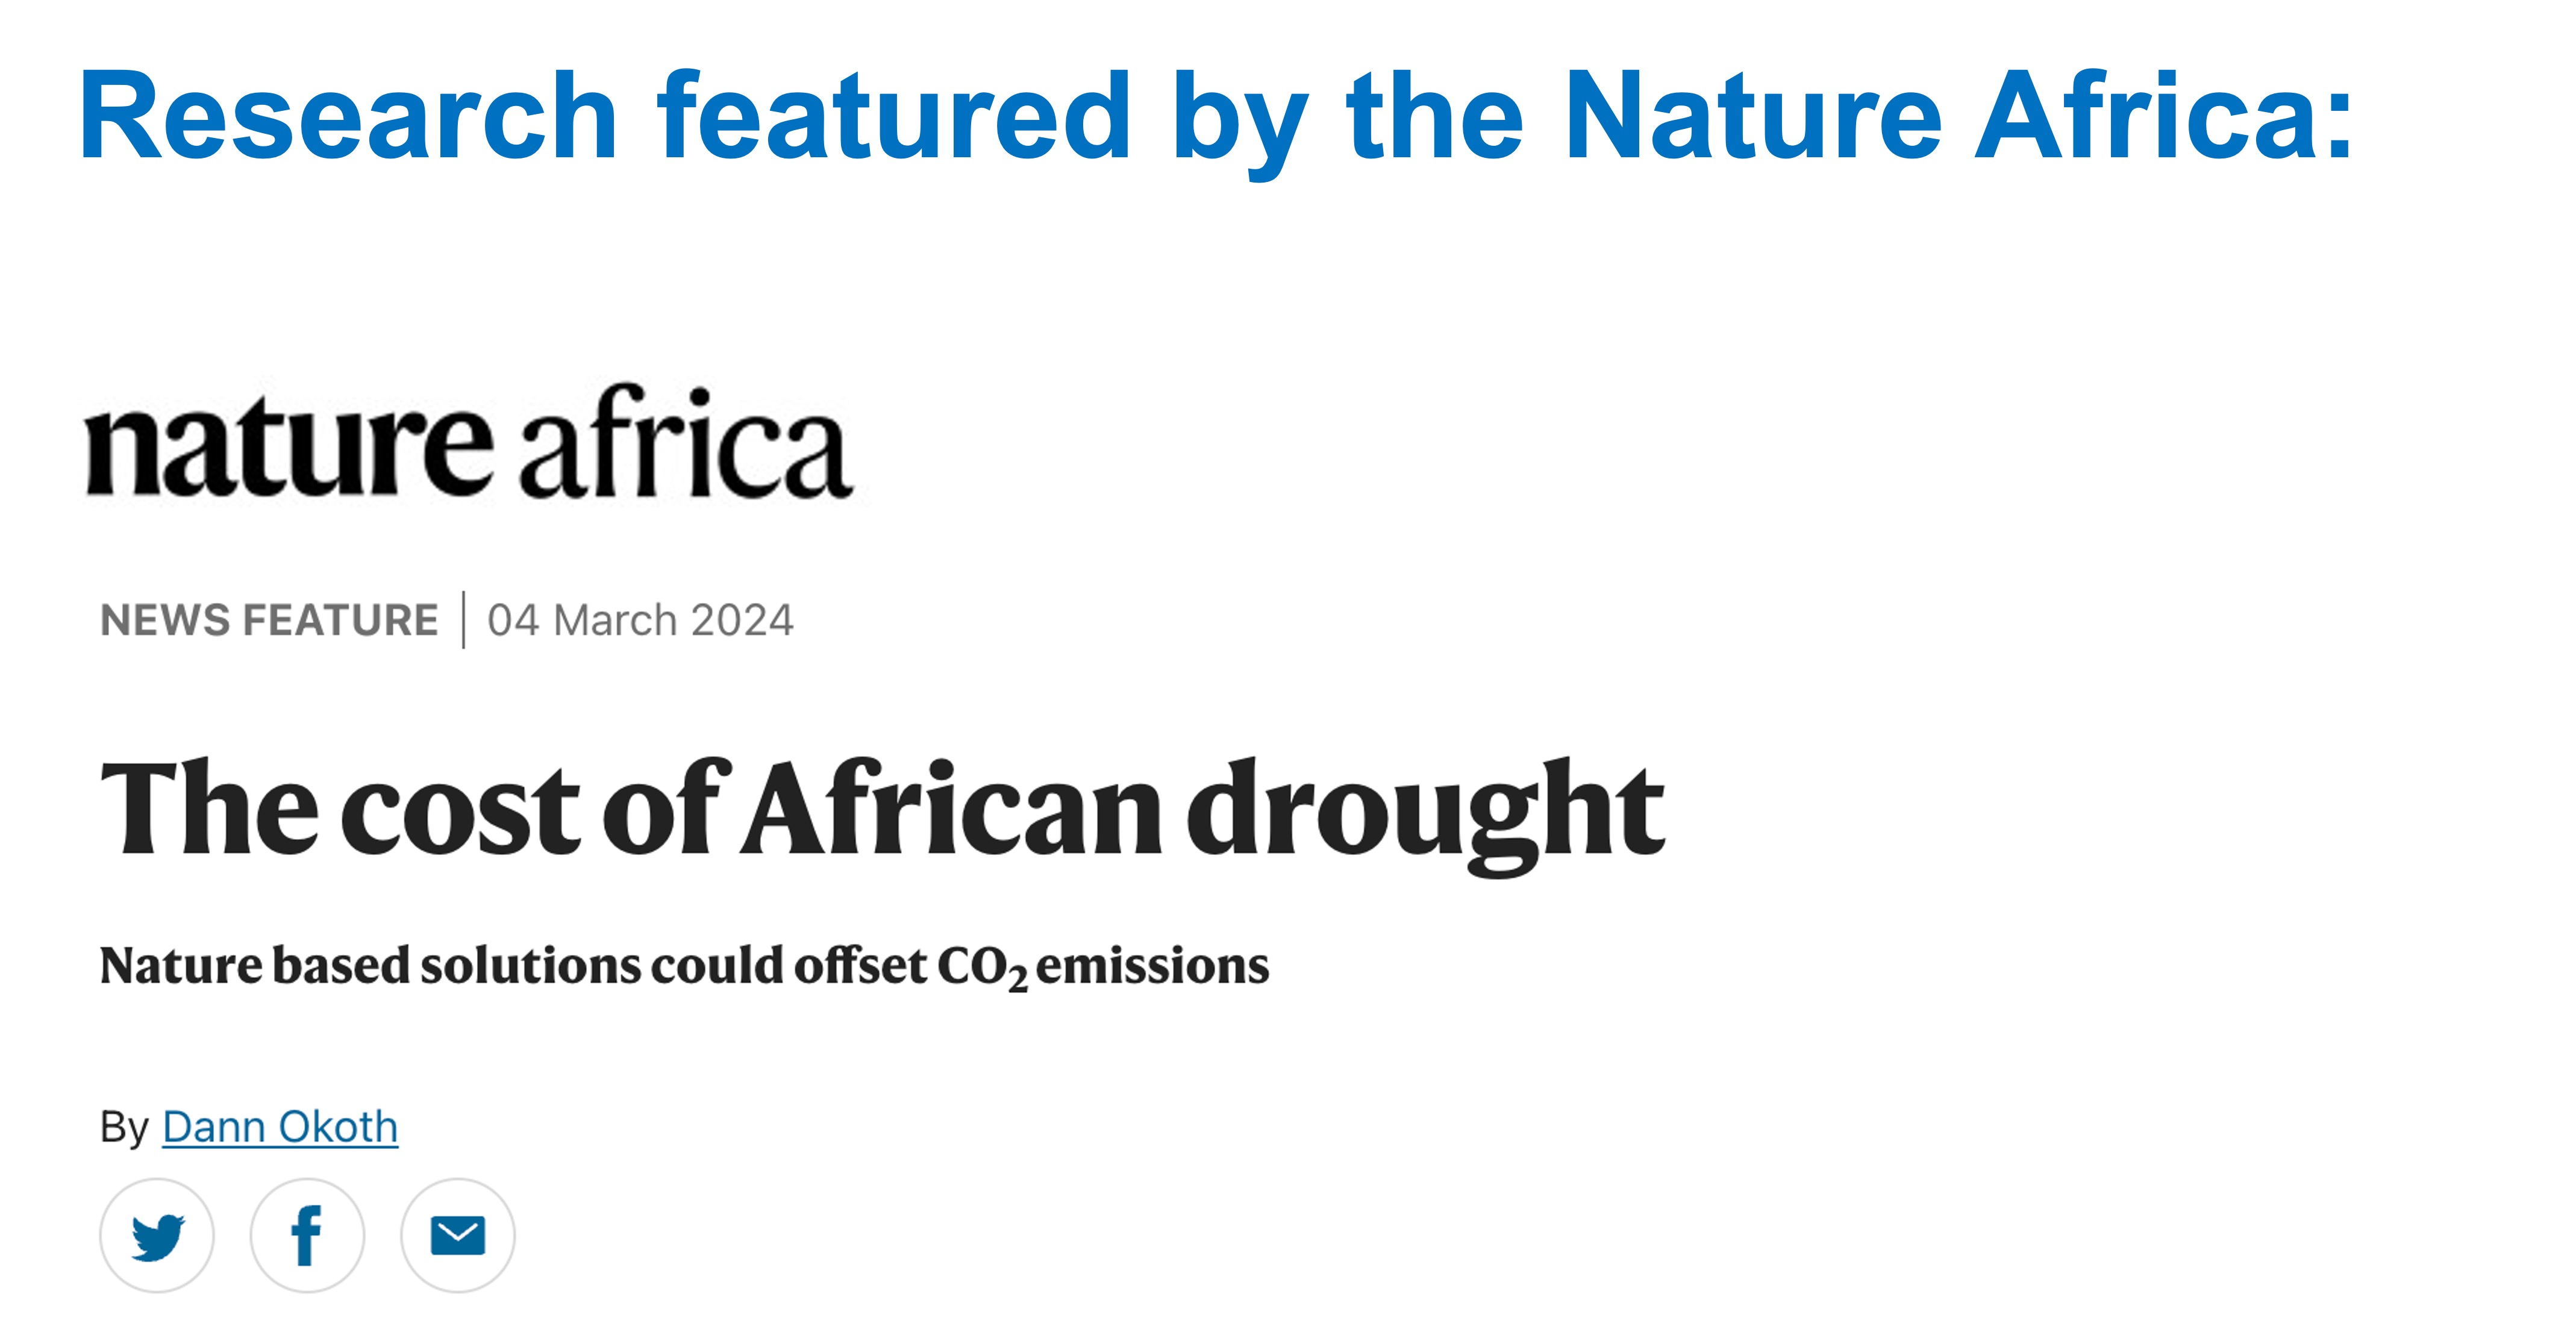 Research featured by the Nature Africa:
nature africa
NEWS FEATURE | 04 March 2024
The cost of African drought
Nature based solutions could offset CO₂ emissions
By Dann Okoth